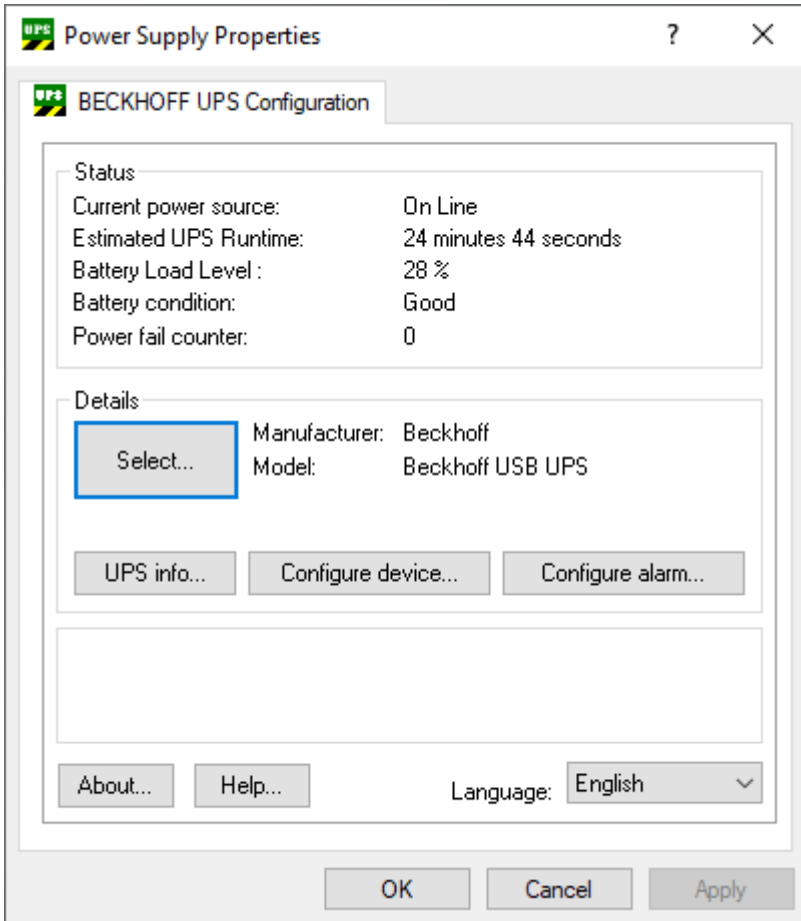 UPS Power Supply Properties ? ×
UPS BECKHOFF UPS Configuration
Status
Current power source: On Line
Estimated UPS Runtime: 24 minutes 44 seconds
Battery Load Level : 28 %
Battery condition: Good
Power fail counter: 0
Details
Select...
Manufacturer: Beckhoff
Model: Beckhoff USB UPS
UPS info... Configure device... Configure alarm...
About... Help... Language: English
OK Cancel Apply